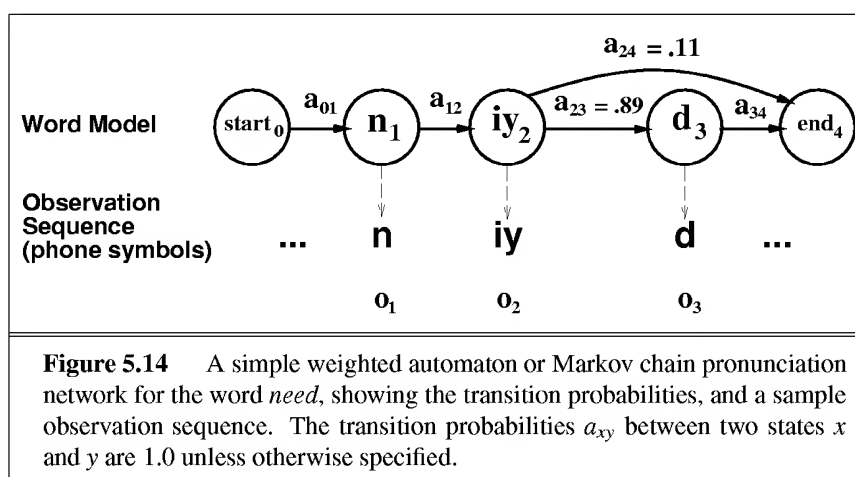 a24 = .11
a01 a12 a23 = .89 a34
Word Model start0 n1 iy2 d3 end4
Observation
Sequence
(phone symbols)
... n iy d ...
o1 o2 o3
Figure 5.14 A simple weighted automaton or Markov chain pronunciation
network for the word need, showing the transition probabilities, and a sample
observation sequence. The transition probabilities axy between two states x
and y are 1.0 unless otherwise specified.